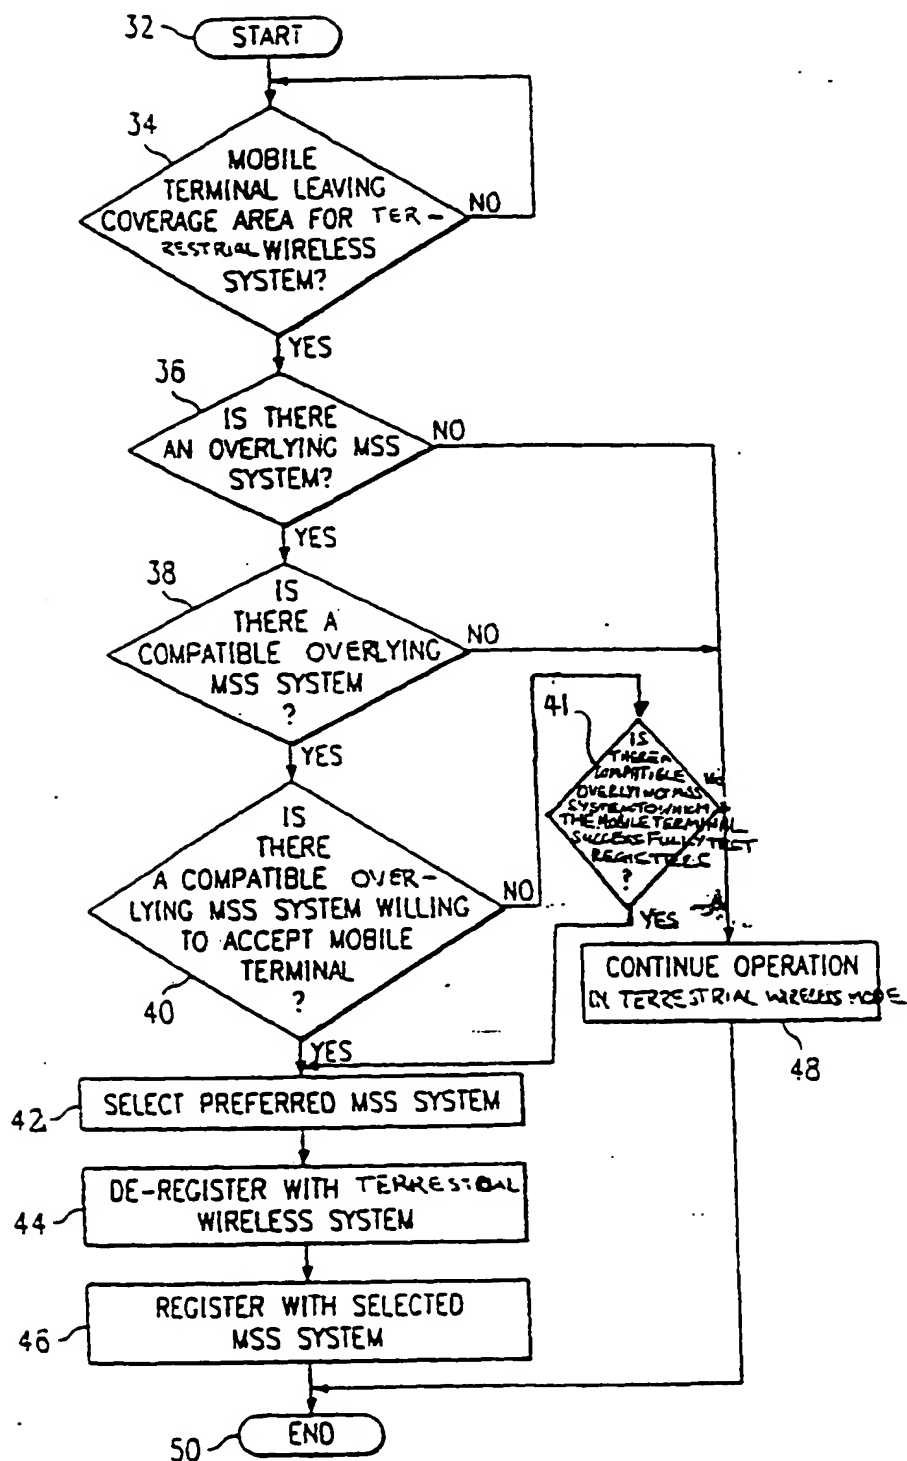 32
START
34
MOBILE
TERMINAL LEAVING
COVERAGE AREA FOR TER-
RESTRIAL WIRELESS
SYSTEM?
NO
YES
36
IS THERE
AN OVERLYING MSS
SYSTEM?
NO
YES
38
IS
THERE A
COMPATIBLE OVERLYING
MSS SYSTEM
?
NO
YES
41
IS
THERE A
COMPATIBLE
OVERLYING MSS
SYSTEM TO WHICH
THE MOBILE TERMINAL
SUCCESSFULLY TEST
REGISTERS
?
NO
YES
IS
THERE
A COMPATIBLE OVER-
LYING MSS SYSTEM WILLING
TO ACCEPT MOBILE
TERMINAL
?
NO
40
YES
CONTINUE OPERATION
IN TERRESTRIAL WIRELESS MODE
48
42
SELECT PREFERRED MSS SYSTEM
44
DE-REGISTER WITH TERRESTRIAL
WIRELESS SYSTEM
46
REGISTER WITH SELECTED
MSS SYSTEM
50
END